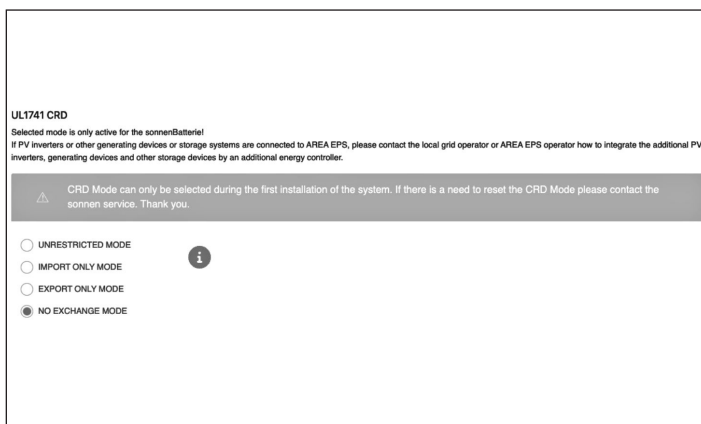 UL1741 CRD
Selected mode is only active for the sonnenBatterie!
If PV inverters or other generating devices or storage systems are connected to AREA EPS, please contact the local grid operator or AREA EPS operator how to integrate the additional PV
inverters, generating devices and other storage devices by an additional energy controller.
CRD Mode can only be selected during the first installation of the system. If there is a need to reset the CRD Mode please contact the
sonnen service. Thank you.
UNRESTRICTED MODE
IMPORT ONLY MODE
EXPORT ONLY MODE
NO EXCHANGE MODE